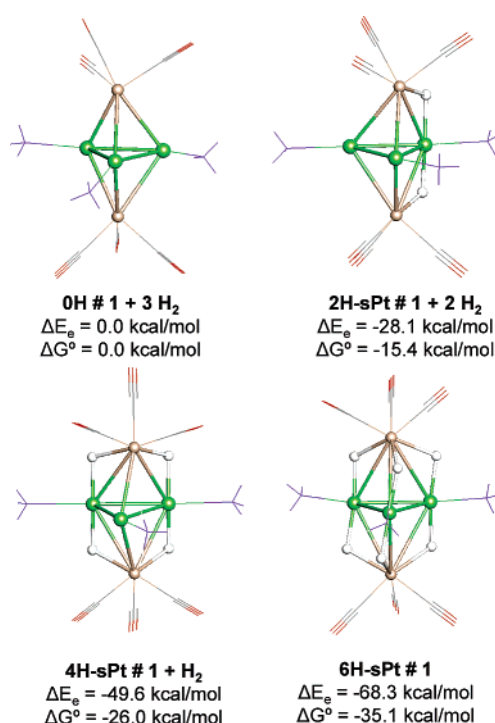 0H # 1 + 3 H₂
ΔEₑ = 0.0 kcal/mol
ΔGº = 0.0 kcal/mol
2H-sPt # 1 + 2 H₂
ΔEₑ = -28.1 kcal/mol
ΔGº = -15.4 kcal/mol
4H-sPt # 1 + H₂
ΔEₑ = -49.6 kcal/mol
ΔGº = -26.0 kcal/mol
6H-sPt # 1
ΔEₑ = -68.3 kcal/mol
ΔGº = -35.1 kcal/mol